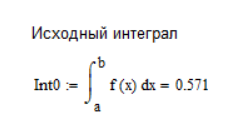 Исходный интеграл
Int0 := ∫_a^b f(x) dx = 0.571